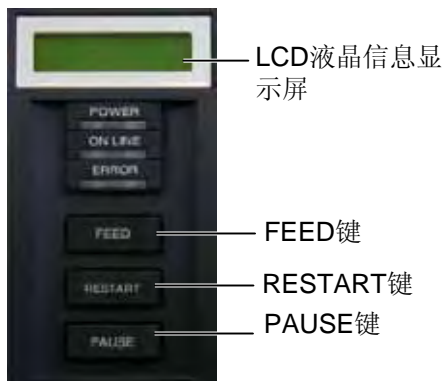 LCD液晶信息显
示屏
POWER
ON LINE
ERROR
FEED
FEED键
RESTART
RESTART键
PAUSE
PAUSE键